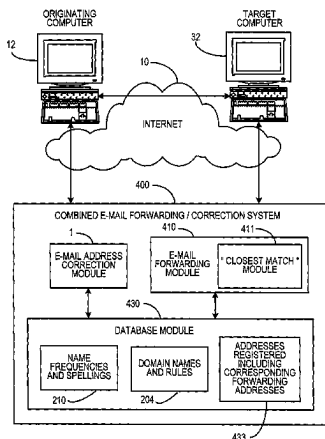 ORIGINATING
COMPUTER
TARGET
COMPUTER
12
32
10
INTERNET
400
COMBINED E-MAIL FORWARDING / CORRECTION SYSTEM
1
410
411
E-MAIL ADDRESS
CORRECTION
MODULE
E-MAIL
FORWARDING
MODULE
" CLOSEST MATCH "
MODULE
430
DATABASE MODULE
NAME
FREQUENCIES
AND SPELLINGS
DOMAIN NAMES
AND RULES
ADDRESSES
REGISTERED
INCLUDING
CORRESPONDING
FORWARDING
ADDRESSES
210
204
433